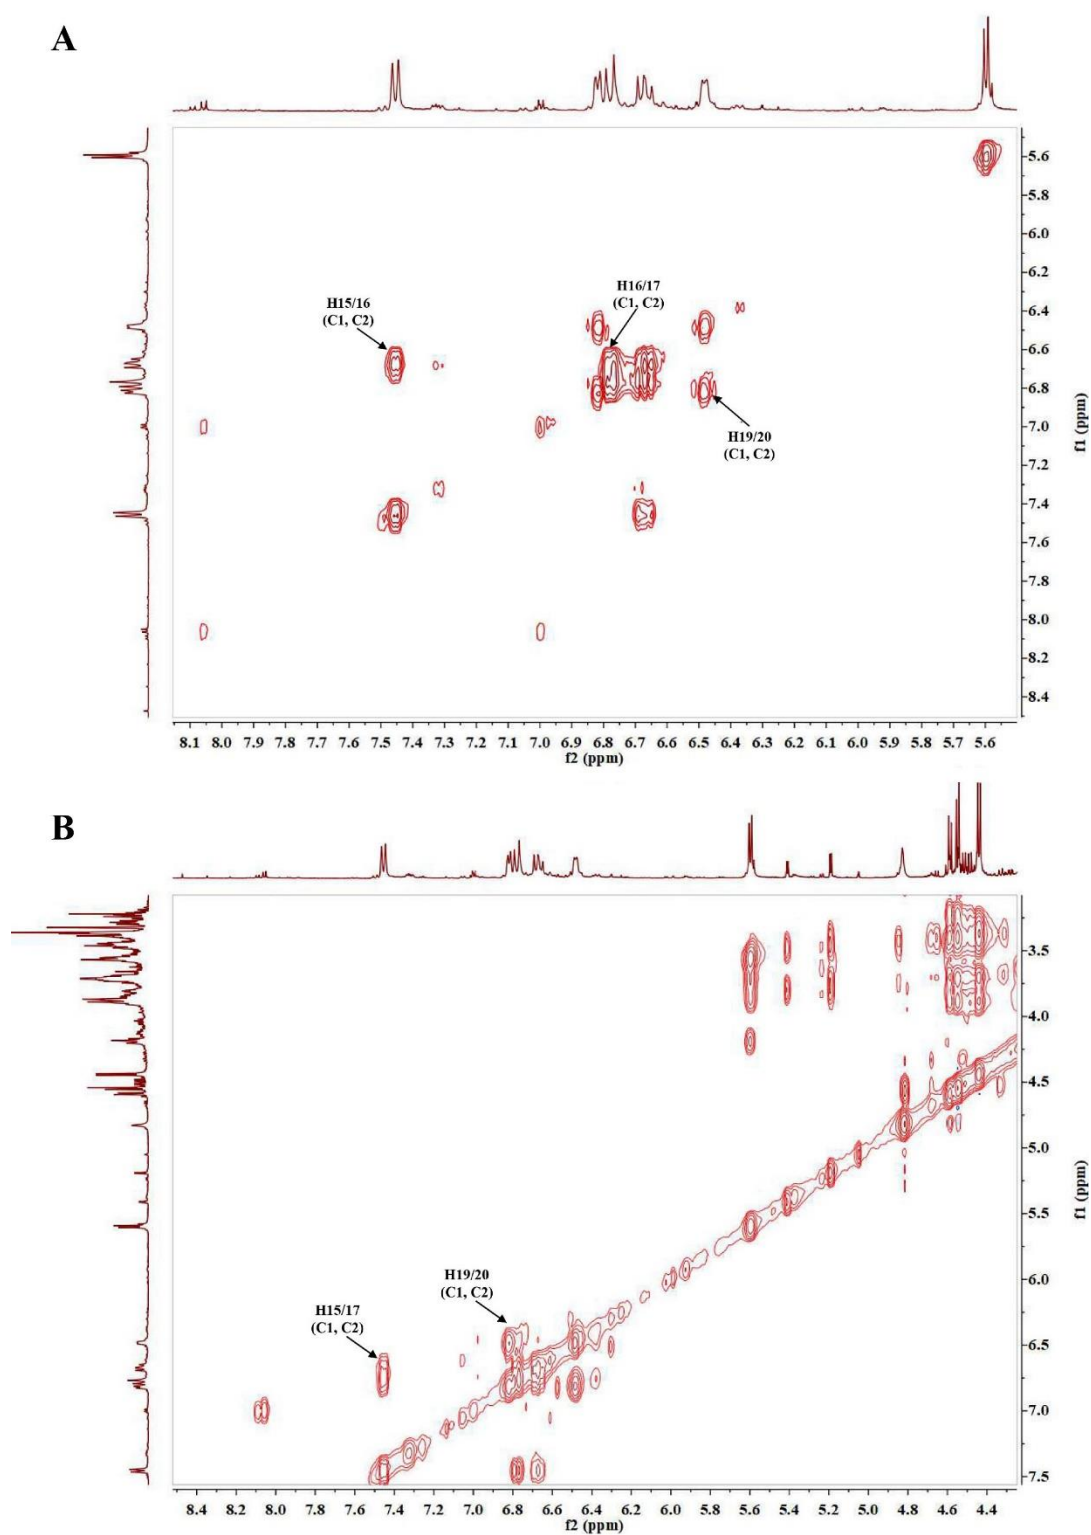 A
5.6
5.8
6.0
6.2
6.4
6.6
6.8
7.0
7.2
7.4
7.6
7.8
8.0
8.2
8.4
f1 (ppm)
H15/16
(C1, C2)
H16/17
(C1, C2)
H19/20
(C1, C2)
8.1 8.0 7.9 7.8 7.7 7.6 7.5 7.4 7.3 7.2 7.1 7.0 6.9 6.8 6.7 6.6 6.5 6.4 6.3 6.2 6.1 6.0 5.9 5.8 5.7 5.6
f2 (ppm)
B
3.5
4.0
4.5
5.0
5.5
6.0
6.5
7.0
7.5
f1 (ppm)
H19/20
(C1, C2)
H15/17
(C1, C2)
8.4 8.2 8.0 7.8 7.6 7.4 7.2 7.0 6.8 6.6 6.4 6.2 6.0 5.8 5.6 5.4 5.2 5.0 4.8 4.6 4.4
f2 (ppm)